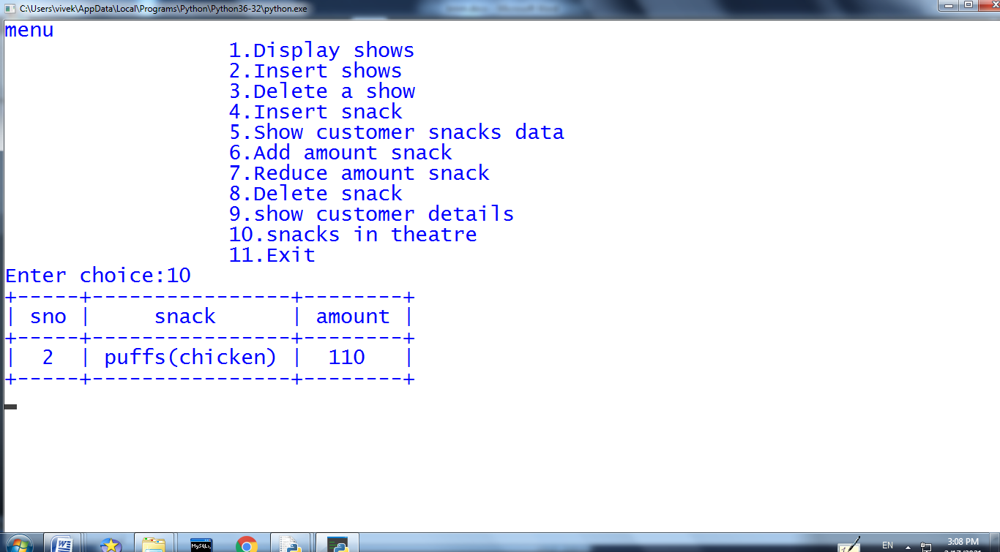 C:\Users\vivek\AppData\Local\Programs\Python\Python36-32\python.exe
menu
1.Display shows
2.Insert shows
3.Delete a show
4.Insert snack
5.Show customer snacks data
6.Add amount snack
7.Reduce amount snack
8.Delete snack
9.show customer details
10.snacks in theatre
11.Exit
Enter choice:10
+-----+----------------+--------+
| sno | snack | amount |
+-----+----------------+--------+
| 2 | puffs(chicken) | 110 |
+-----+----------------+--------+
EN
3:08 PM